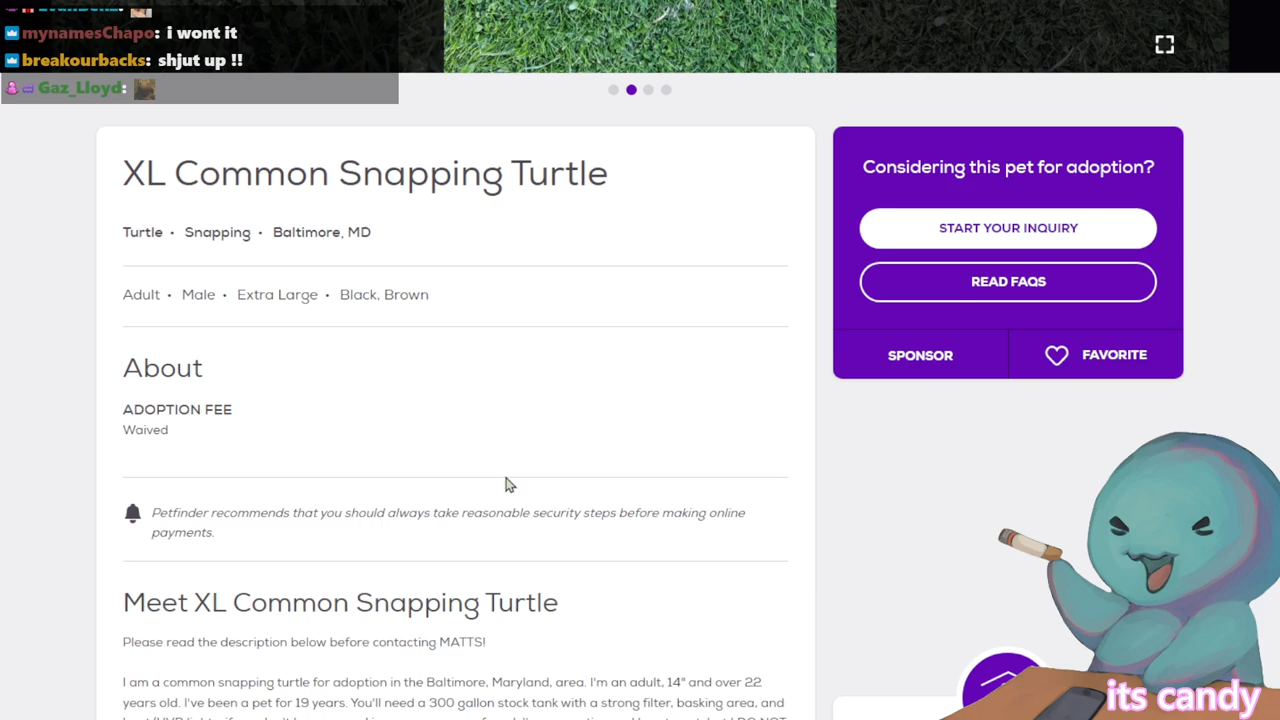 mynamesChapo: i wont it
breakourbacks: shjut up !!
Gaz_Lloyd:
XL Common Snapping Turtle
Turtle • Snapping • Baltimore, MD
Adult • Male • Extra Large • Black, Brown
About
ADOPTION FEE
Waived
Petfinder recommends that you should always take reasonable security steps before making online
payments.
Meet XL Common Snapping Turtle
Please read the description below before contacting MATTS!
I am a common snapping turtle for adoption in the Baltimore, Maryland, area. I'm an adult, 14" and over 22
years old. I've been a pet for 19 years. You'll need a 300 gallon stock tank with a strong filter, basking area, and
Considering this pet for adoption?
START YOUR INQUIRY
READ FAQS
SPONSOR
FAVORITE
its candy